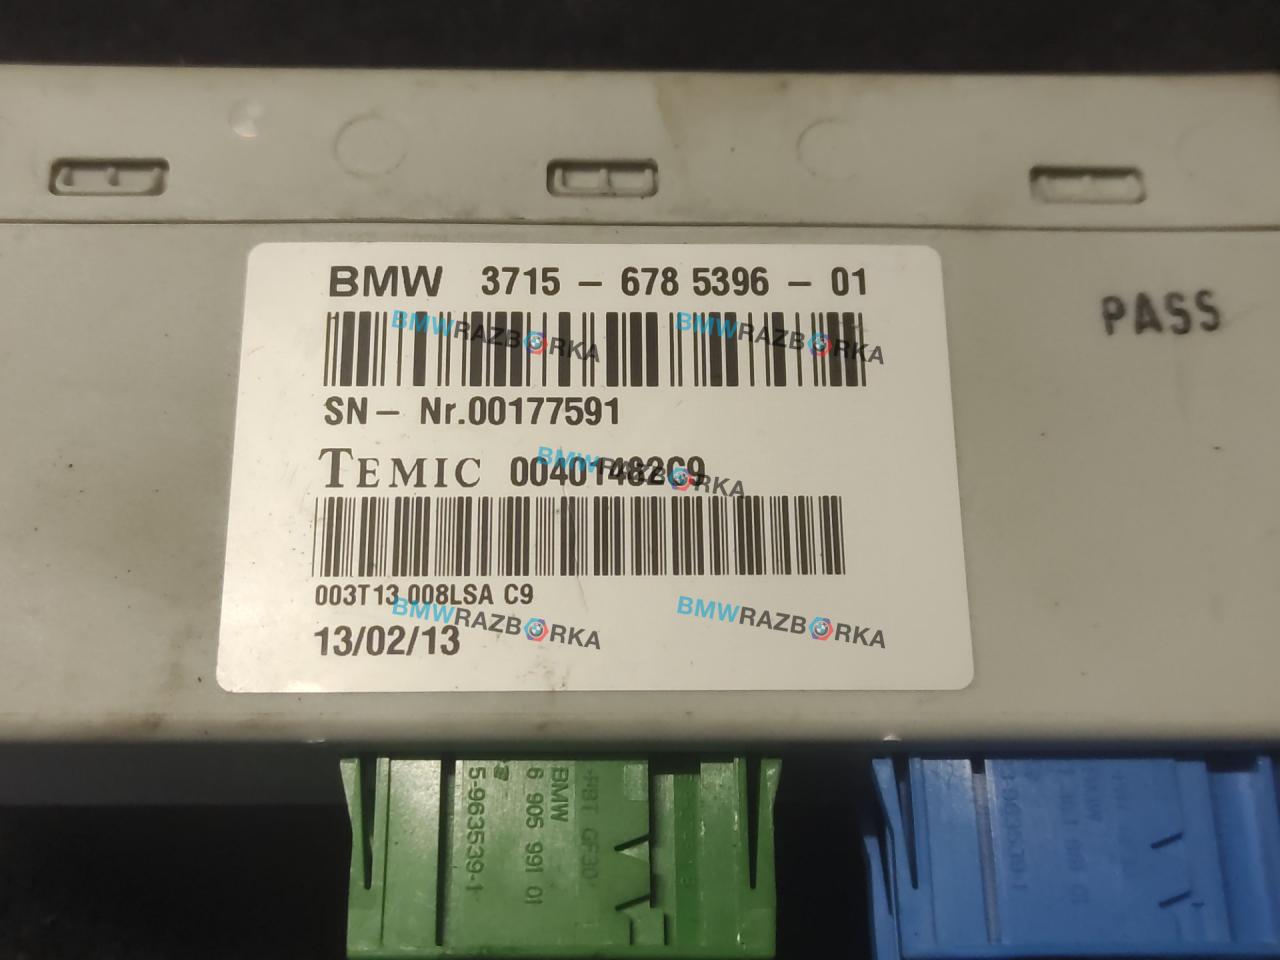 BMW 3715 - 678 5396 - 01
PASS
BMWRAZBORKA BMWRAZBORKA
SN - Nr.00177591
TEMIC 00401482C9
BMWRAZBORKA
003T13 008LSA C9
BMWRAZBORKA BMWRAZBORKA
13/02/13
BMW
6 905 991 01
5-963539-1